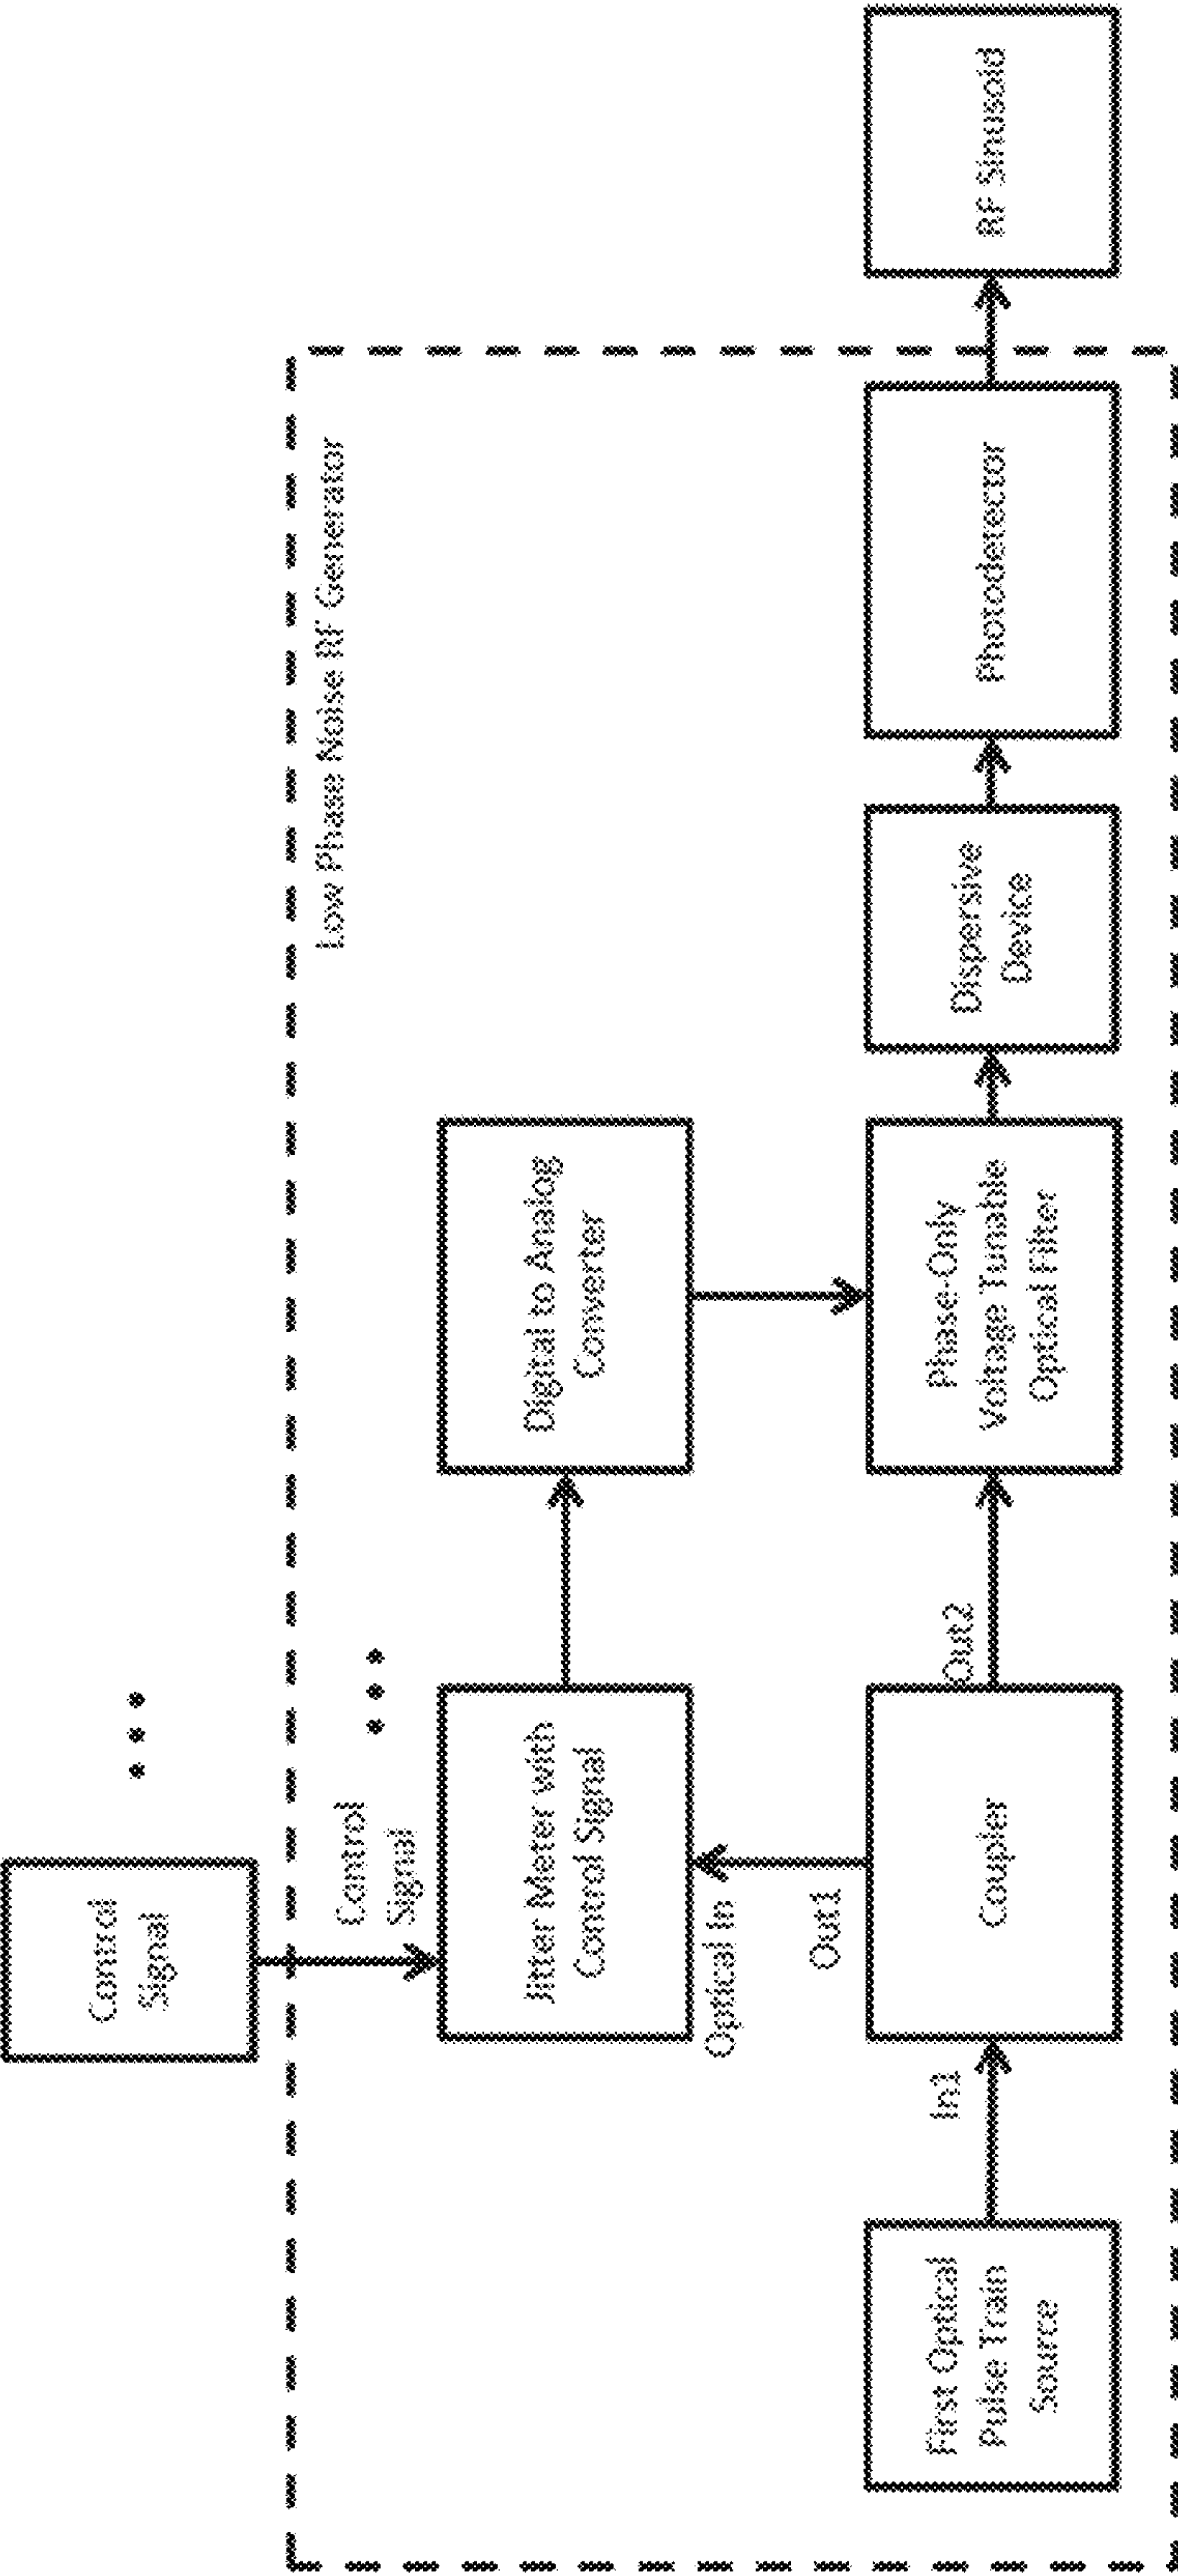 Control
Signal
Low Phase Noise RF Generator
Control
Signal
Jitter Meter with
Control Signal
Digital to Analog
Converter
Optical In
Out1
First Optical
Pulse Train
Source
In1
Coupler
Out2
Phase-Only
Voltage Tunable
Optical Filter
Dispersive
Device
Photodetector
RF Sinusoid